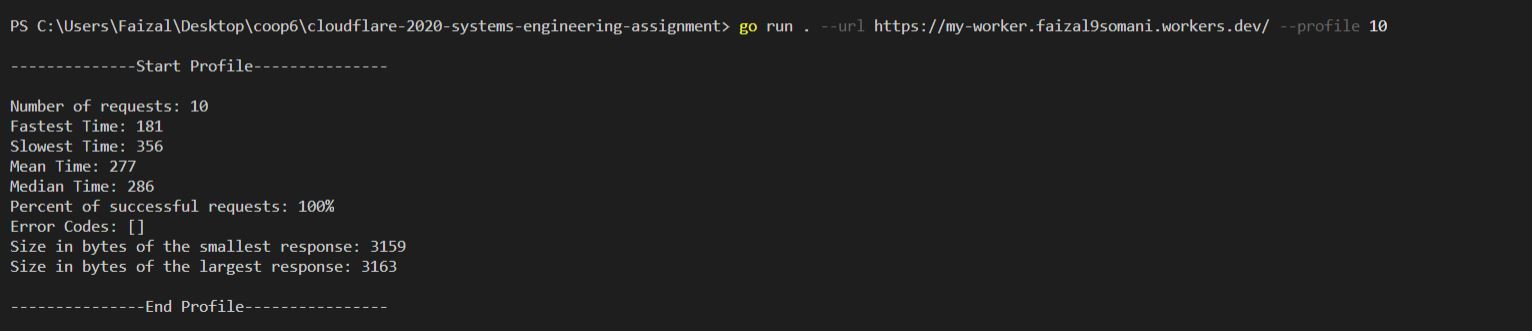 PS C:\Users\Faizal\Desktop\coop6\cloudflare-2020-systems-engineering-assignment> go run . --url https://my-worker.faizal9somani.workers.dev/ --profile 10
--------------Start Profile---------------
Number of requests: 10
Fastest Time: 181
Slowest Time: 356
Mean Time: 277
Median Time: 286
Percent of successful requests: 100%
Error Codes: []
Size in bytes of the smallest response: 3159
Size in bytes of the largest response: 3163
---------------End Profile----------------